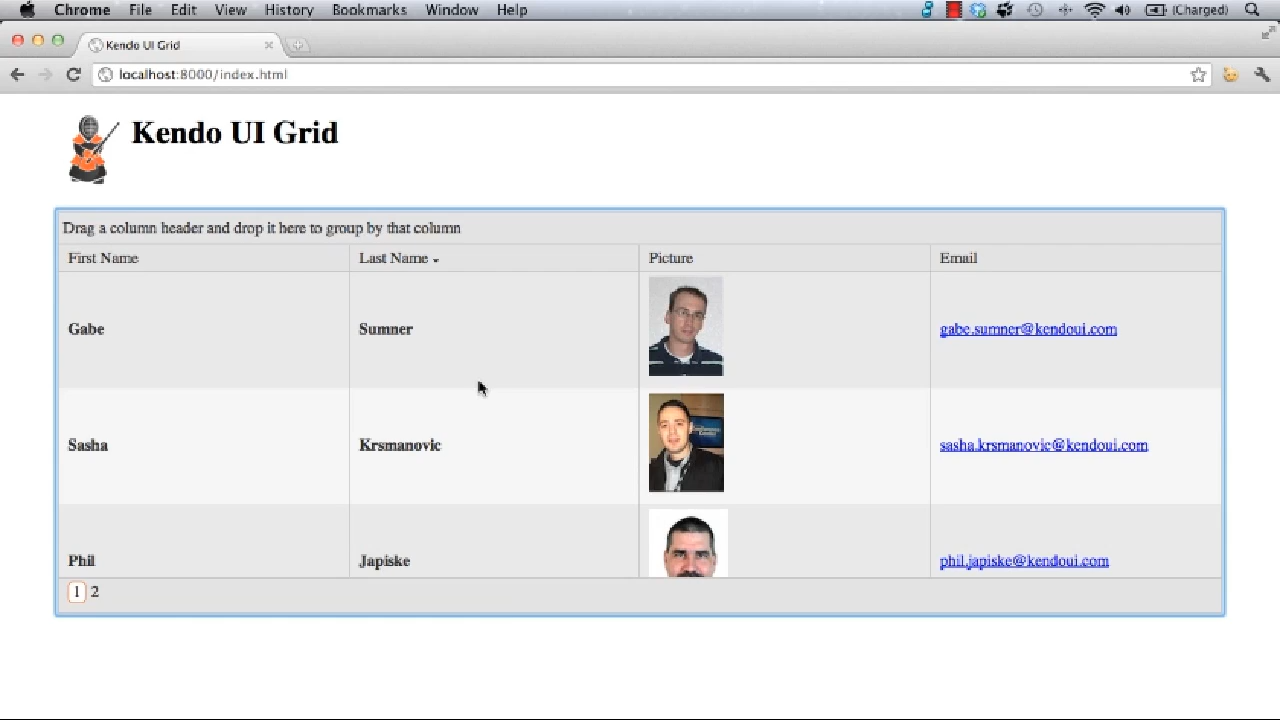 Chrome File Edit View History Bookmarks Window Help (Charged)
Kendo UI Grid
localhost:8000/index.html
Kendo UI Grid
Drag a column header and drop it here to group by that column
First Name Last Name Picture Email
Gabe Sumner gabe.sumner@kendoui.com
Sasha Krsmanovic sasha.krsmanovic@kendoui.com
Phil Japiske phil.japiske@kendoui.com
1 2